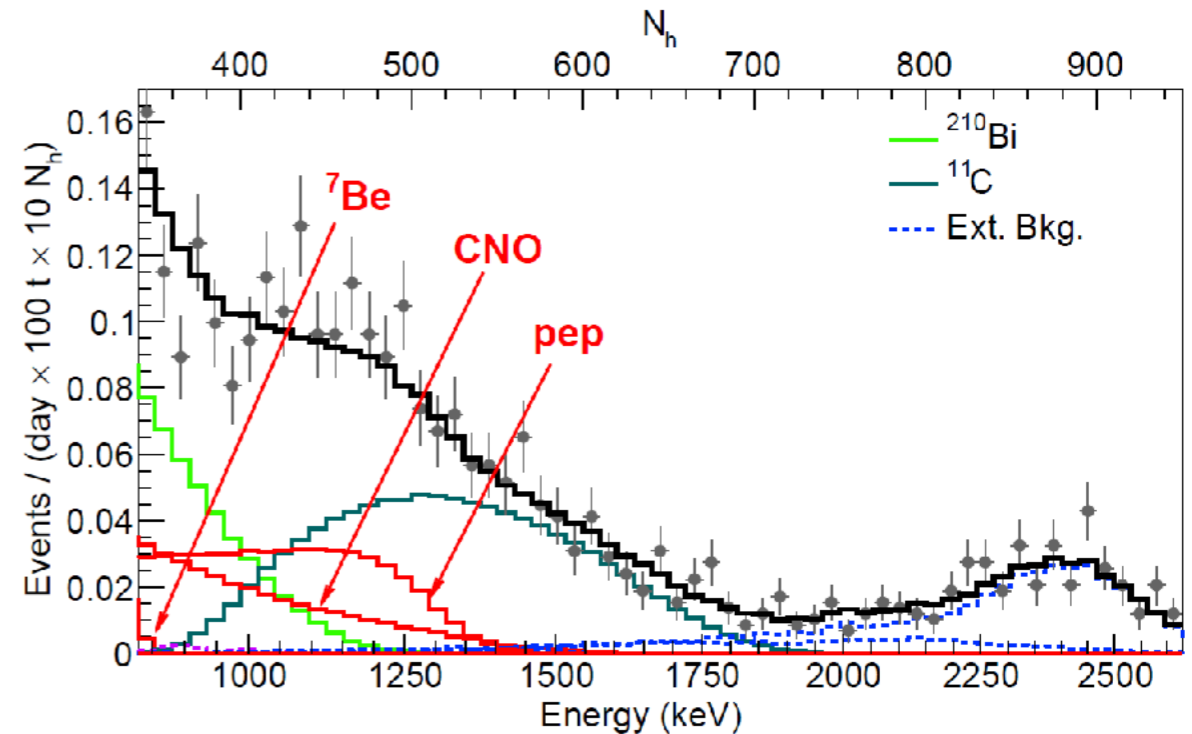 N_h
400 500 600 700 800 900
Events / (day × 100 t × 10 N_h)
0.16
0.14
0.12
0.1
0.08
0.06
0.04
0.02
0
²¹⁰Bi
¹¹C
Ext. Bkg.
⁷Be
CNO
pep
1000 1250 1500 1750 2000 2250 2500
Energy (keV)